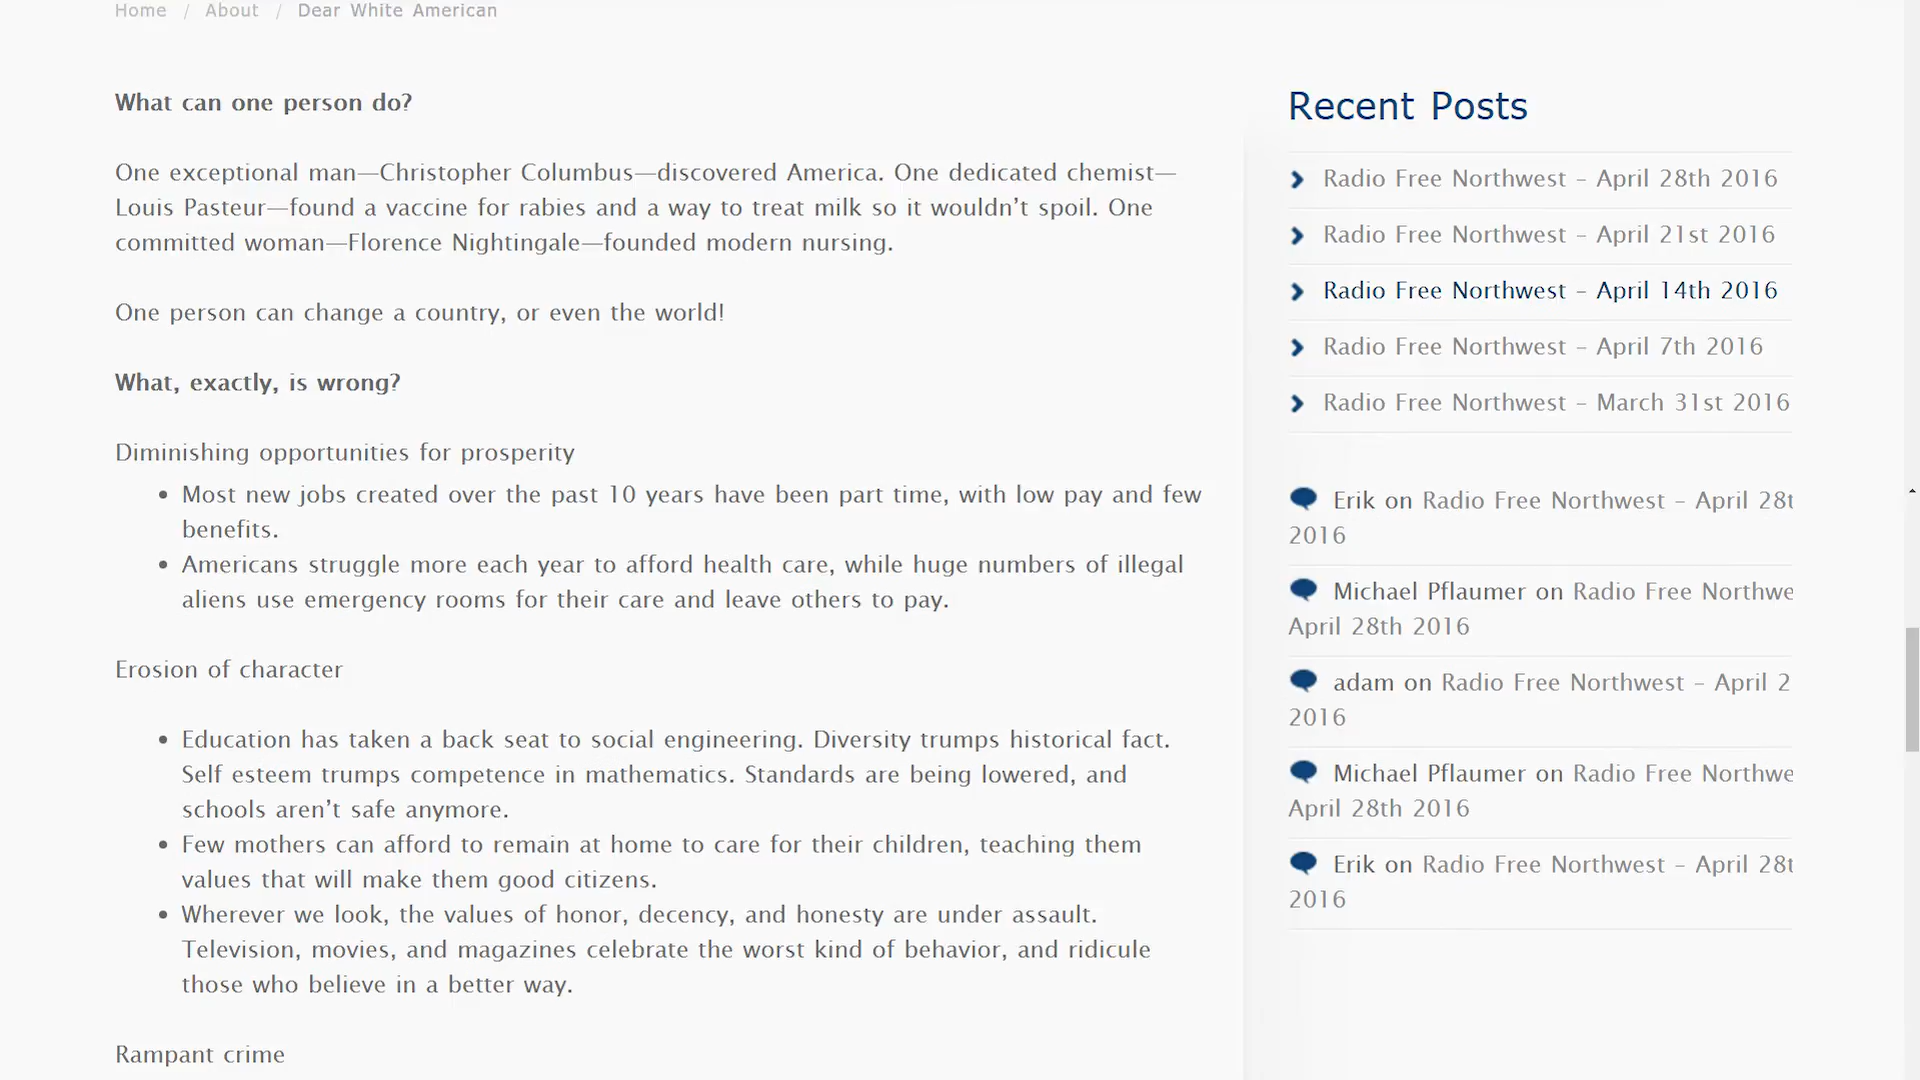 Home / About / Dear White American
What can one person do?
One exceptional man—Christopher Columbus—discovered America. One dedicated chemist—
Louis Pasteur—found a vaccine for rabies and a way to treat milk so it wouldn’t spoil. One
committed woman—Florence Nightingale—founded modern nursing.
One person can change a country, or even the world!
What, exactly, is wrong?
Diminishing opportunities for prosperity
• Most new jobs created over the past 10 years have been part time, with low pay and few
benefits.
• Americans struggle more each year to afford health care, while huge numbers of illegal
aliens use emergency rooms for their care and leave others to pay.
Erosion of character
• Education has taken a back seat to social engineering. Diversity trumps historical fact.
Self esteem trumps competence in mathematics. Standards are being lowered, and
schools aren’t safe anymore.
• Few mothers can afford to remain at home to care for their children, teaching them
values that will make them good citizens.
• Wherever we look, the values of honor, decency, and honesty are under assault.
Television, movies, and magazines celebrate the worst kind of behavior, and ridicule
those who believe in a better way.
Rampant crime
Recent Posts
Radio Free Northwest – April 28th 2016
Radio Free Northwest – April 21st 2016
Radio Free Northwest – April 14th 2016
Radio Free Northwest – April 7th 2016
Radio Free Northwest – March 31st 2016
Erik on Radio Free Northwest – April 28t
2016
Michael Pflaumer on Radio Free Northwe
April 28th 2016
adam on Radio Free Northwest – April 2
2016
Michael Pflaumer on Radio Free Northwe
April 28th 2016
Erik on Radio Free Northwest – April 28t
2016